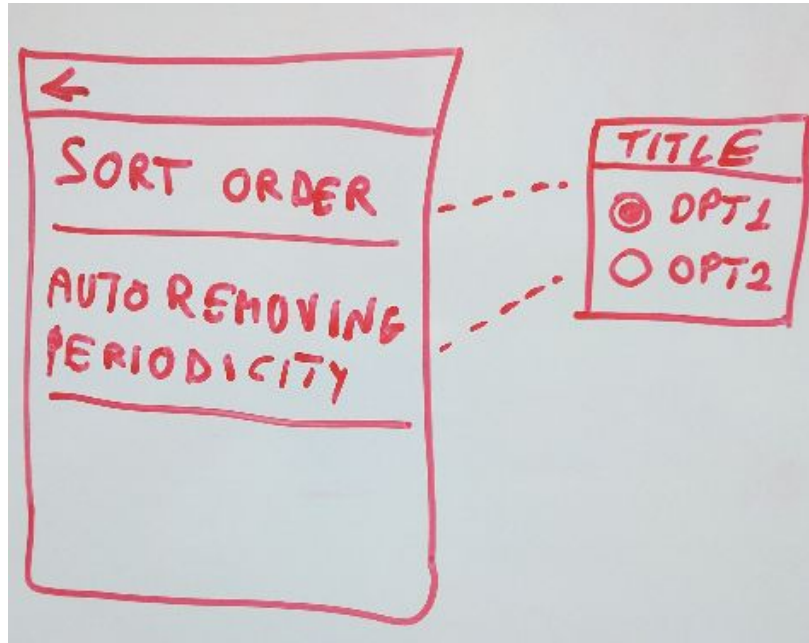 SORT ORDER
AUTO REMOVING
PERIODICITY
TITLE
OPT1
OPT2